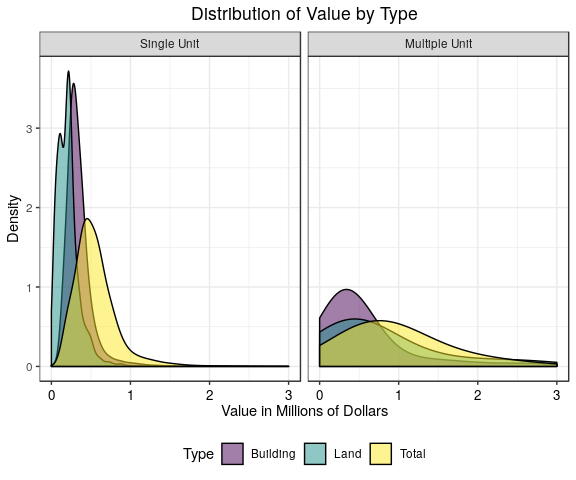 Distribution of Value by Type
Single Unit
Multiple Unit
Density
3
2
1
0
0 1 2 3
0 1 2 3
Value in Millions of Dollars
Type Building Land Total